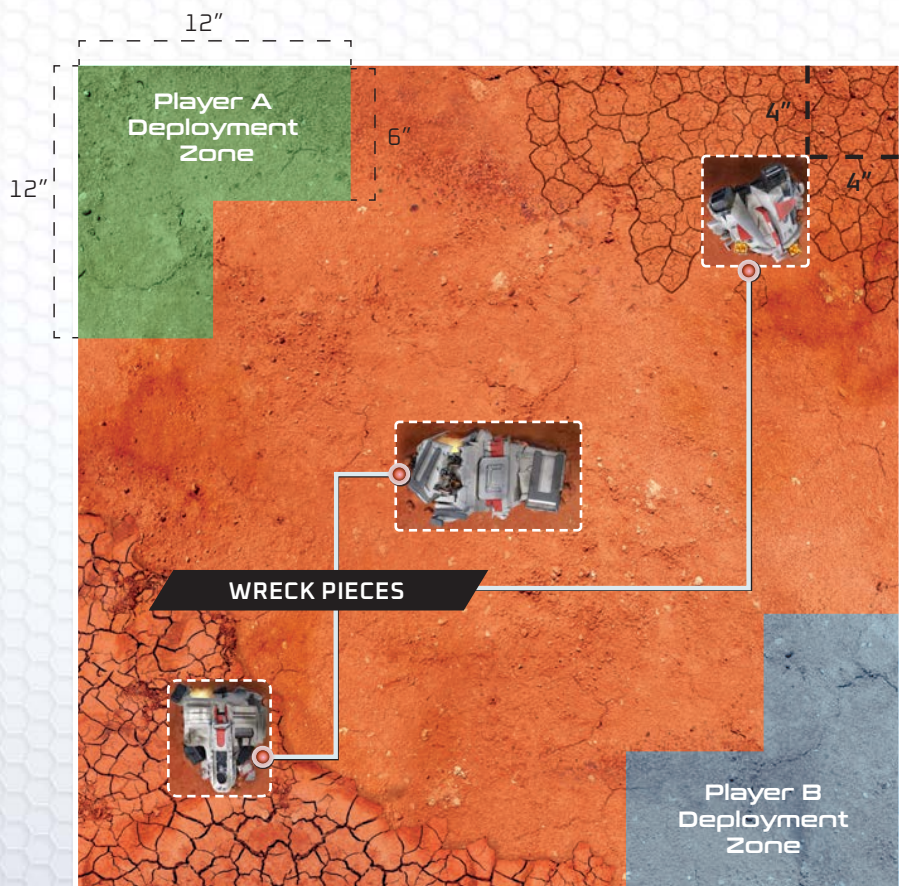 12”
Player A
Deployment
Zone
6”
12”
4”
4”
WRECK PIECES
Player B
Deployment
Zone